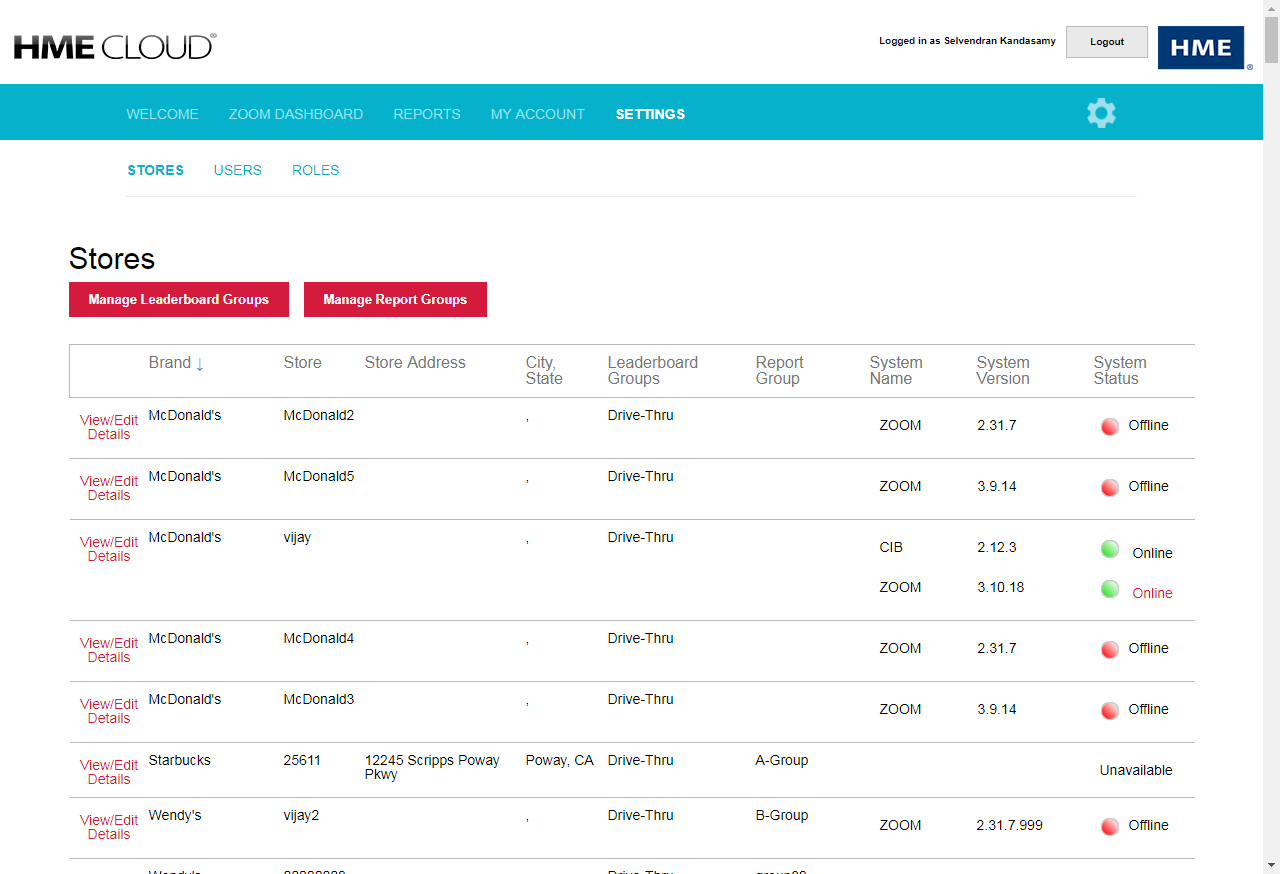 HME CLOUD®
Logged in as Selvendran Kandasamy
Logout
HME®
WELCOME ZOOM DASHBOARD REPORTS MY ACCOUNT SETTINGS
STORES USERS ROLES
Stores
Manage Leaderboard Groups Manage Report Groups
Brand ↓ Store Store Address City, Leaderboard Report System System System
State Groups Group Name Version Status
View/Edit McDonald's McDonald2 , Drive-Thru ZOOM 2.31.7 Offline
Details
View/Edit McDonald's McDonald5 , Drive-Thru ZOOM 3.9.14 Offline
Details
View/Edit McDonald's vijay , Drive-Thru CIB 2.12.3 Online
Details
ZOOM 3.10.18 Online
View/Edit McDonald's McDonald4 , Drive-Thru ZOOM 2.31.7 Offline
Details
View/Edit McDonald's McDonald3 , Drive-Thru ZOOM 3.9.14 Offline
Details
View/Edit Starbucks 25611 12245 Scripps Poway Poway, CA Drive-Thru A-Group Unavailable
Details Pkwy
View/Edit Wendy's vijay2 , Drive-Thru B-Group ZOOM 2.31.7.999 Offline
Details
Wendy's Drive-Thru